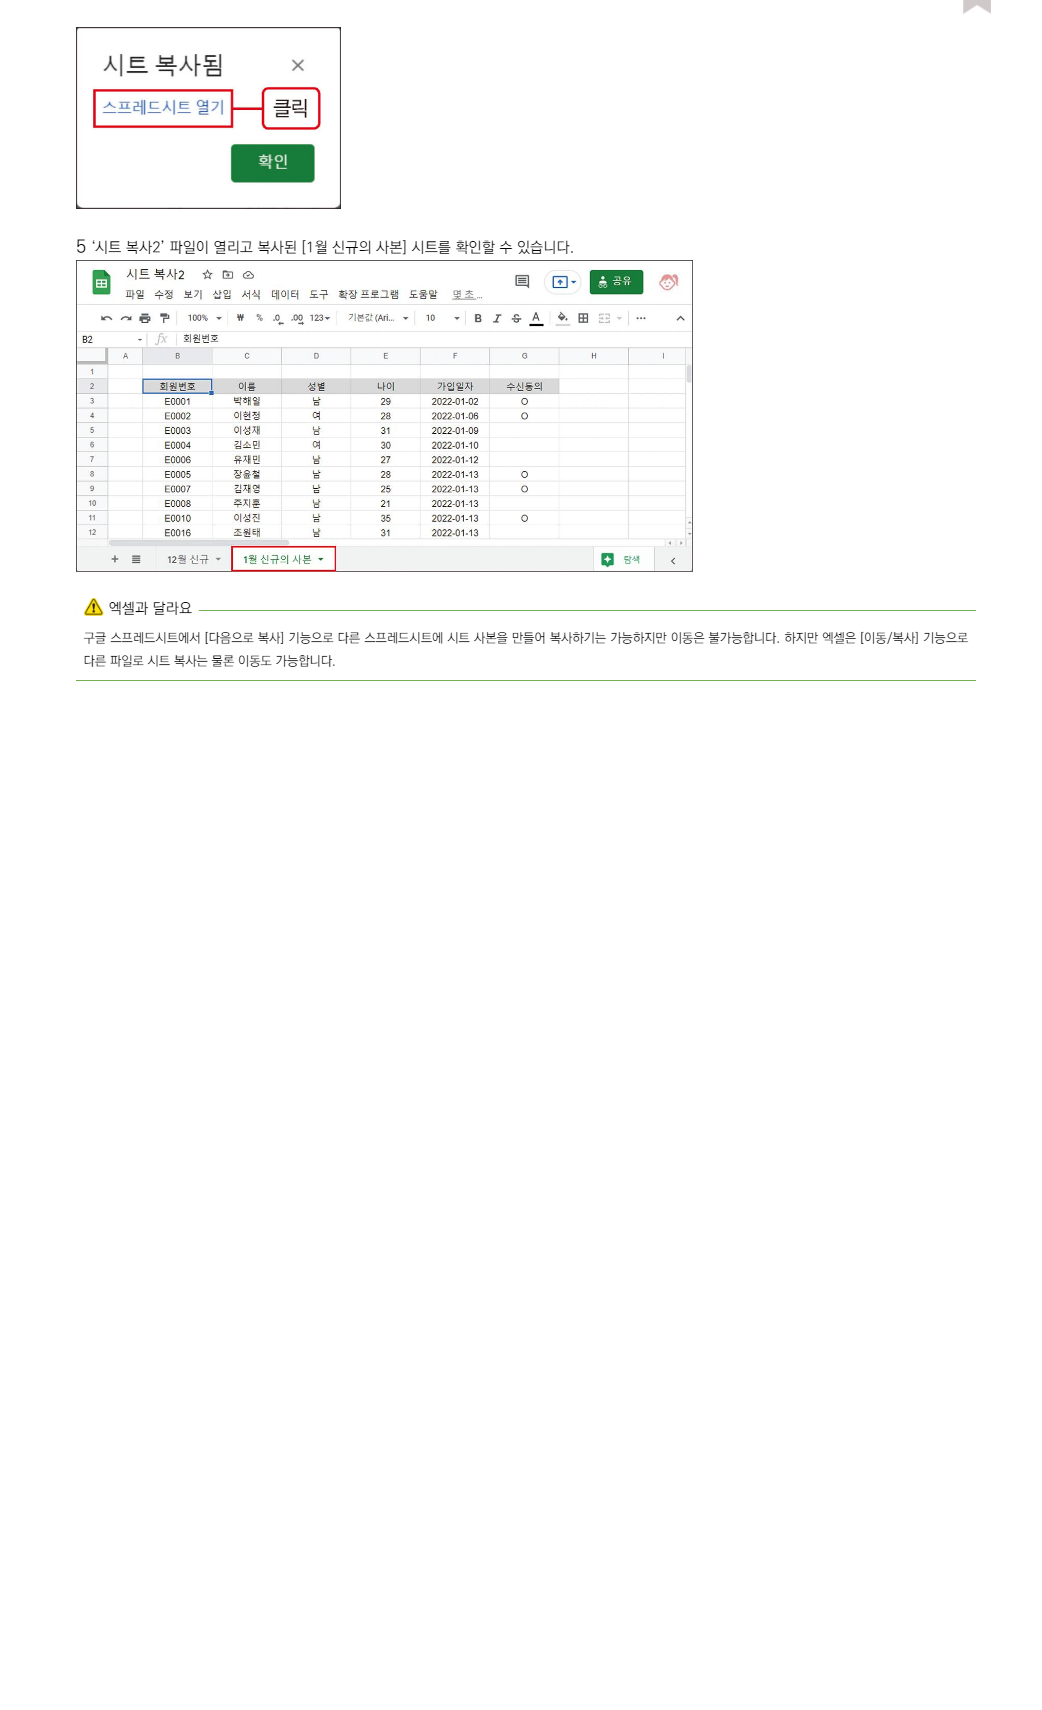 시트 복사됨
스프레드시트 열기
클릭
확인
5 ‘시트 복사2’ 파일이 열리고 복사된 [1월 신규의 사본] 시트를 확인할 수 있습니다.
시트 복사2
파일 수정 보기 삽입 서식 데이터 도구 확장 프로그램 도움말 몇 초 ...
공유
100% ₩ % .0 .00 123 기본값 (Ari... 10 B I S A
B2 fx 회원번호
A B C D E F G H I
1
2 회원번호 이름 성별 나이 가입일자 수신동의
3 E0001 박해일 남 29 2022-01-02 O
4 E0002 이현정 여 28 2022-01-06 O
5 E0003 이성재 남 31 2022-01-09
6 E0004 김소민 여 30 2022-01-10
7 E0006 유재민 남 27 2022-01-12
8 E0005 장윤철 남 28 2022-01-13 O
9 E0007 김재영 남 25 2022-01-13 O
10 E0008 주지훈 남 21 2022-01-13
11 E0010 이성진 남 35 2022-01-13 O
12 E0016 조원태 남 31 2022-01-13
12월 신규 1월 신규의 사본 탐색
엑셀과 달라요
구글 스프레드시트에서 [다음으로 복사] 기능으로 다른 스프레드시트에 시트 사본을 만들어 복사하기는 가능하지만 이동은 불가능합니다. 하지만 엑셀은 [이동/복사] 기능으로
다른 파일로 시트 복사는 물론 이동도 가능합니다.